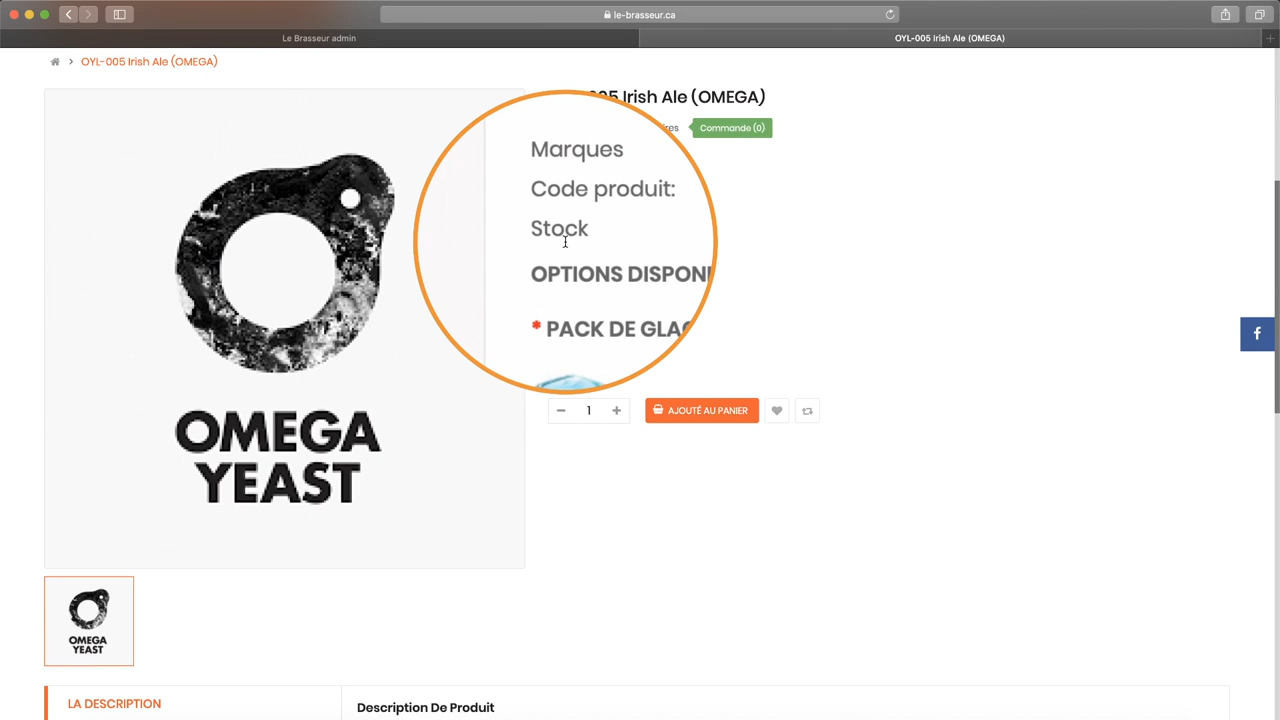 le-brasseur.ca
Le Brasseur admin
OYL-005 Irish Ale (OMEGA)
OYL-005 Irish Ale (OMEGA)
05 Irish Ale (OMEGA)
res
Commande (0)
Marques
Code produit:
Stock
OPTIONS DISPONI
* PACK DE GLAC
f
− 1 +
AJOUTÉ AU PANIER
OMEGA
YEAST
OMEGA
YEAST
LA DESCRIPTION
Description De Produit